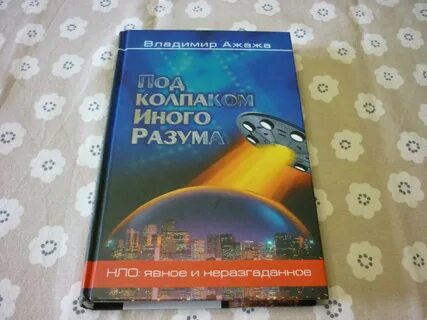 Владимир Ажажа
Под
колпаком
Иного
Разума
НЛО: явное и неразгаданное